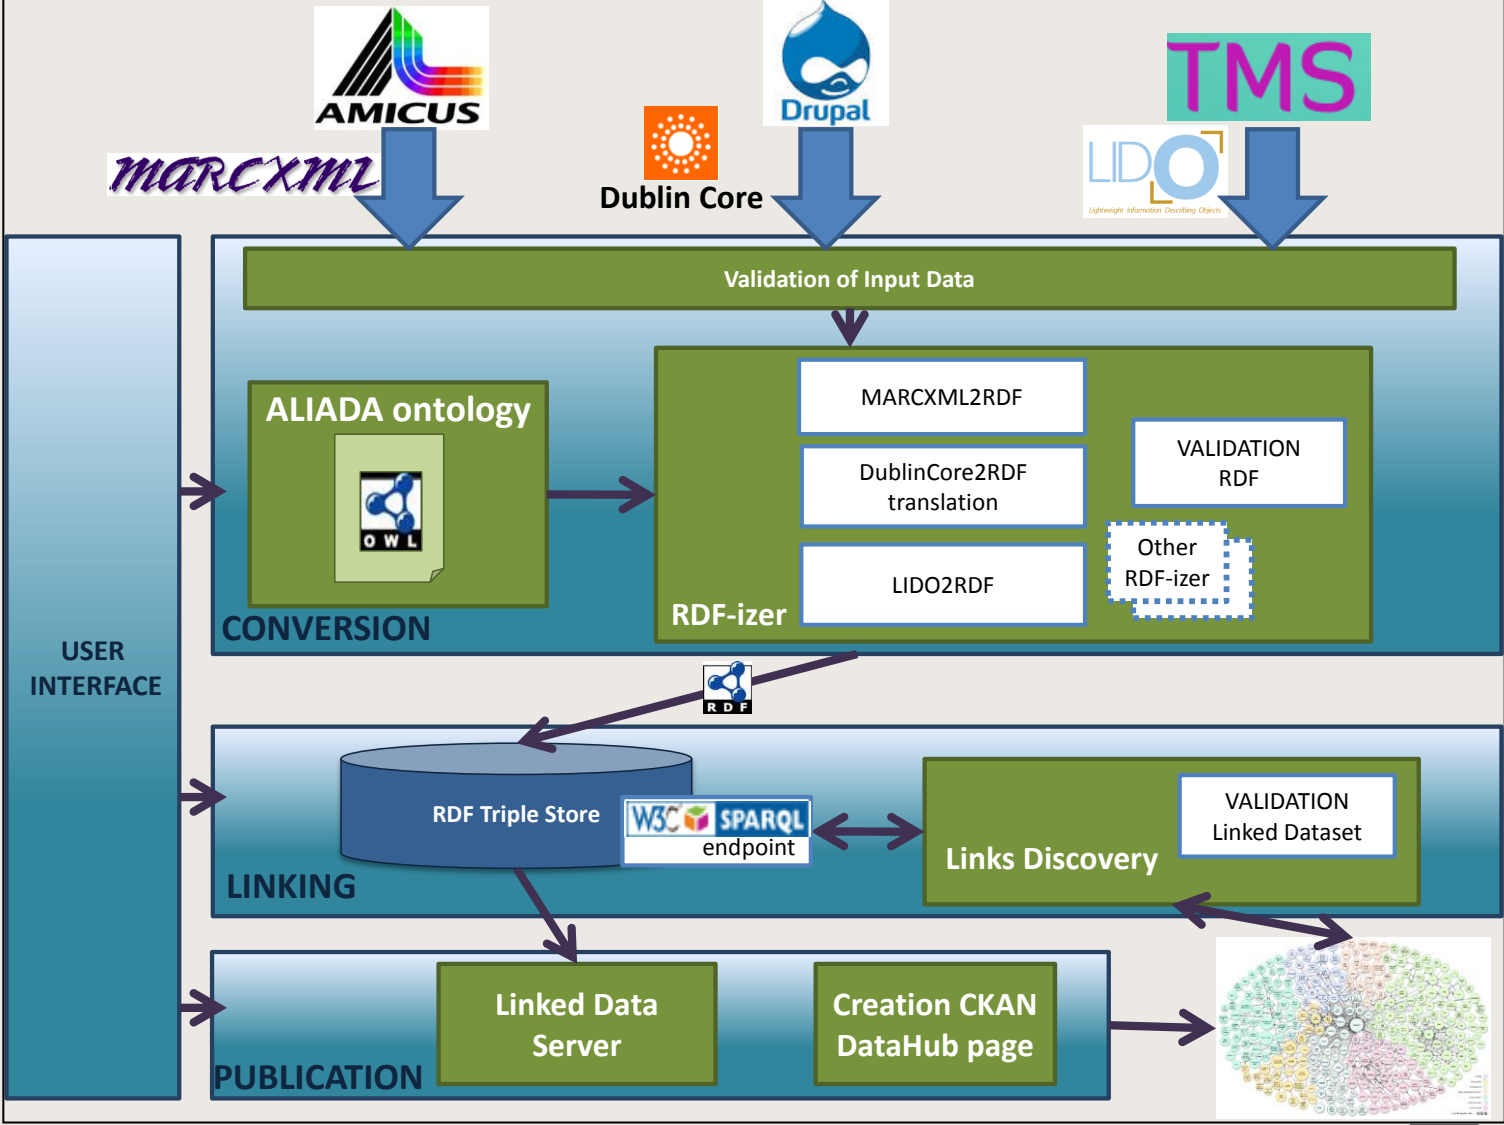 AMICUS
Drupal
TMS
MARCXML
Dublin Core
LIDO
Lightweight Information Describing Objects
Validation of Input Data
ALIADA ontology
OWL
MARCXML2RDF
DublinCore2RDF
translation
LIDO2RDF
VALIDATION
RDF
Other
RDF-izer
RDF-izer
CONVERSION
USER
INTERFACE
RDF
RDF Triple Store
W3C SPARQL
endpoint
VALIDATION
Linked Dataset
Links Discovery
LINKING
Linked Data
Server
Creation CKAN
DataHub page
PUBLICATION